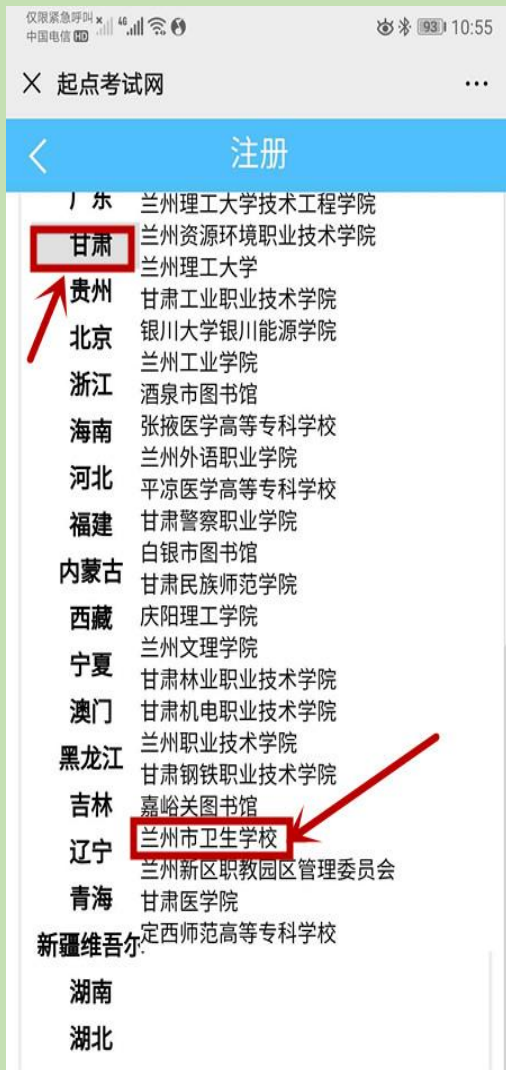 仅限紧急呼叫
中国电信 HD
46
93
10:55
起点考试网
注册
广东
甘肃
贵州
北京
浙江
海南
河北
福建
内蒙古
西藏
宁夏
澳门
黑龙江
吉林
辽宁
青海
新疆维吾尔
湖南
湖北
兰州理工大学技术工程学院
兰州资源环境职业技术学院
兰州理工大学
甘肃工业职业技术学院
银川大学银川能源学院
兰州工业学院
酒泉市图书馆
张掖医学高等专科学校
兰州外语职业学院
平凉医学高等专科学校
甘肃警察职业学院
白银市图书馆
甘肃民族师范学院
庆阳理工学院
兰州文理学院
甘肃林业职业技术学院
甘肃机电职业技术学院
兰州职业技术学院
甘肃钢铁职业技术学院
嘉峪关图书馆
兰州市卫生学校
兰州新区职教园区管理委员会
甘肃医学院
定西师范高等专科学校